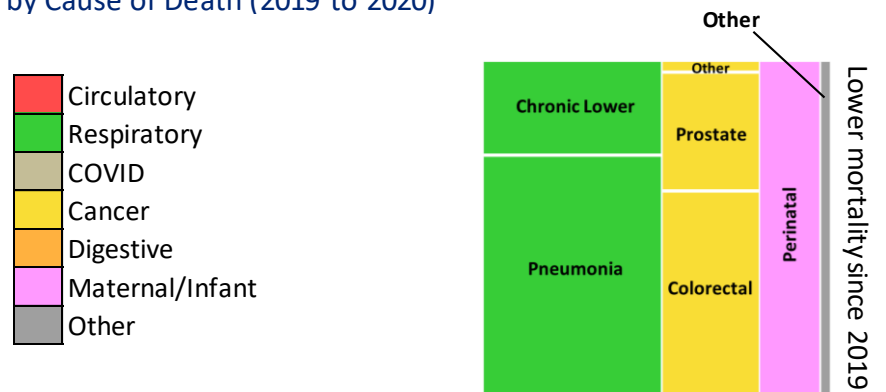 by Cause of Death (2019 to 2020)
Other
Circulatory
Respiratory
COVID
Cancer
Digestive
Maternal/Infant
Other
Chronic Lower
Pneumonia
Other
Prostate
Colorectal
Perinatal
Lower mortality since 2019